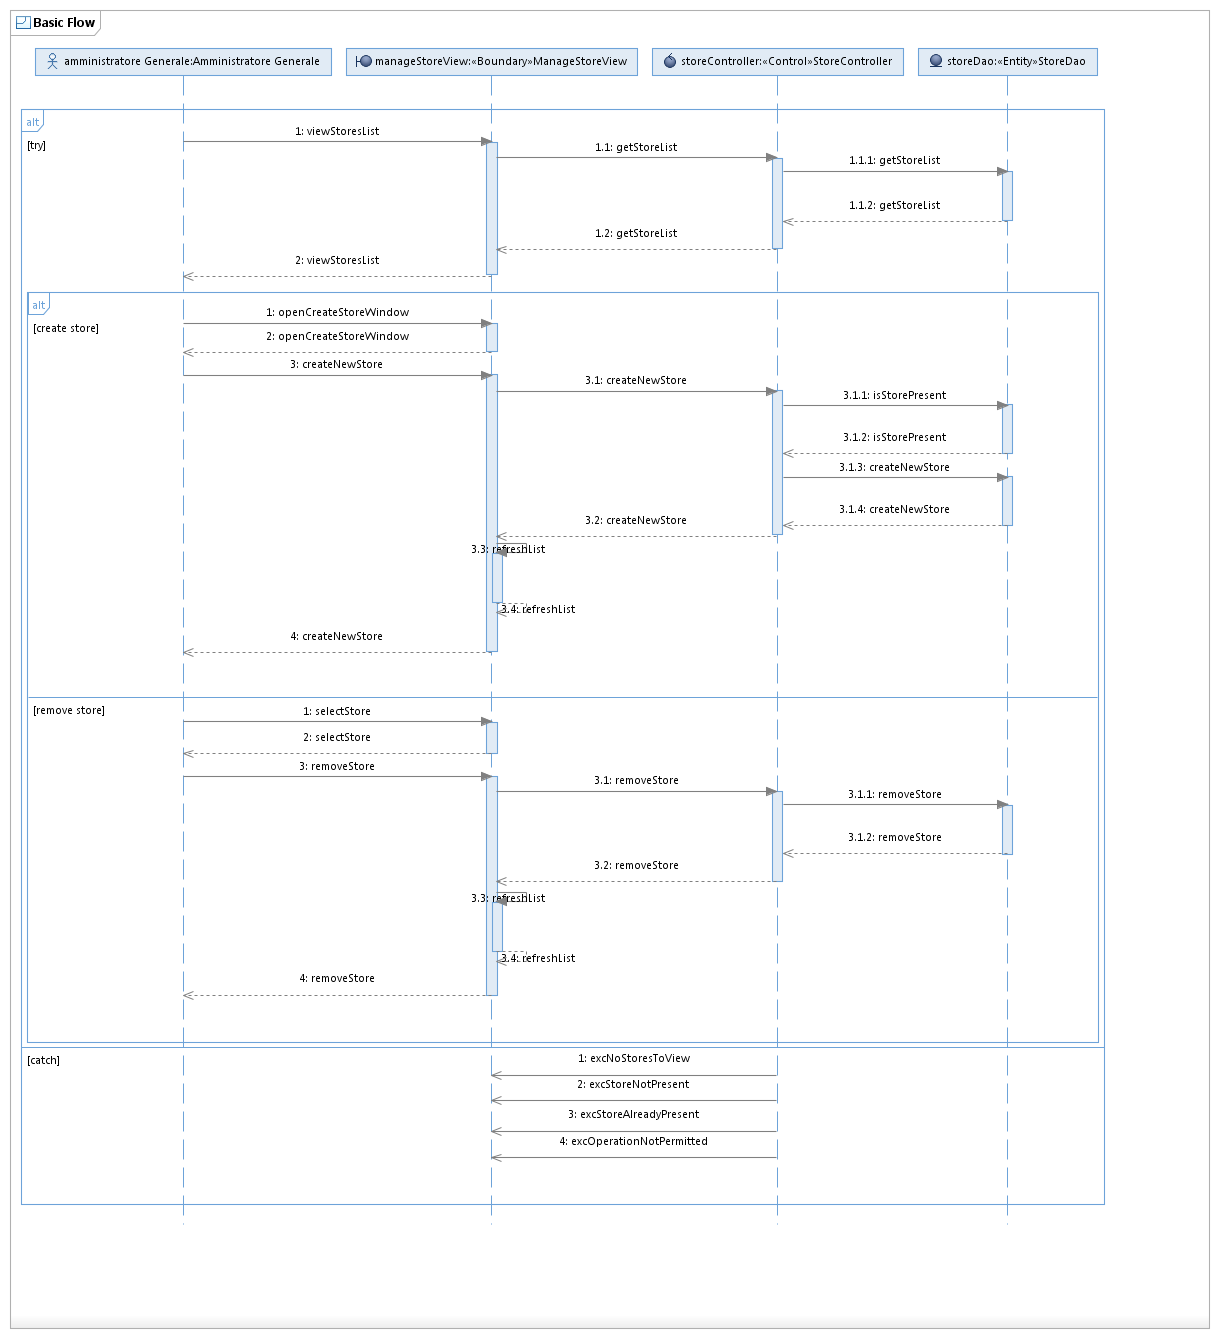 Basic Flow
amministratore Generale:Amministratore Generale
manageStoreView:«Boundary»ManageStoreView
storeController:«Control»StoreController
storeDao:«Entity»StoreDao
alt
[try]
1: viewStoresList
1.1: getStoreList
1.1.1: getStoreList
1.1.2: getStoreList
1.2: getStoreList
2: viewStoresList
alt
[create store]
1: openCreateStoreWindow
2: openCreateStoreWindow
3: createNewStore
3.1: createNewStore
3.1.1: isStorePresent
3.1.2: isStorePresent
3.1.3: createNewStore
3.1.4: createNewStore
3.2: createNewStore
3.3: refreshList
3.4: refreshList
4: createNewStore
[remove store]
1: selectStore
2: selectStore
3: removeStore
3.1: removeStore
3.1.1: removeStore
3.1.2: removeStore
3.2: removeStore
3.3: refreshList
3.4: refreshList
4: removeStore
[catch]
1: excNoStoresToView
2: excStoreNotPresent
3: excStoreAlreadyPresent
4: excOperationNotPermitted